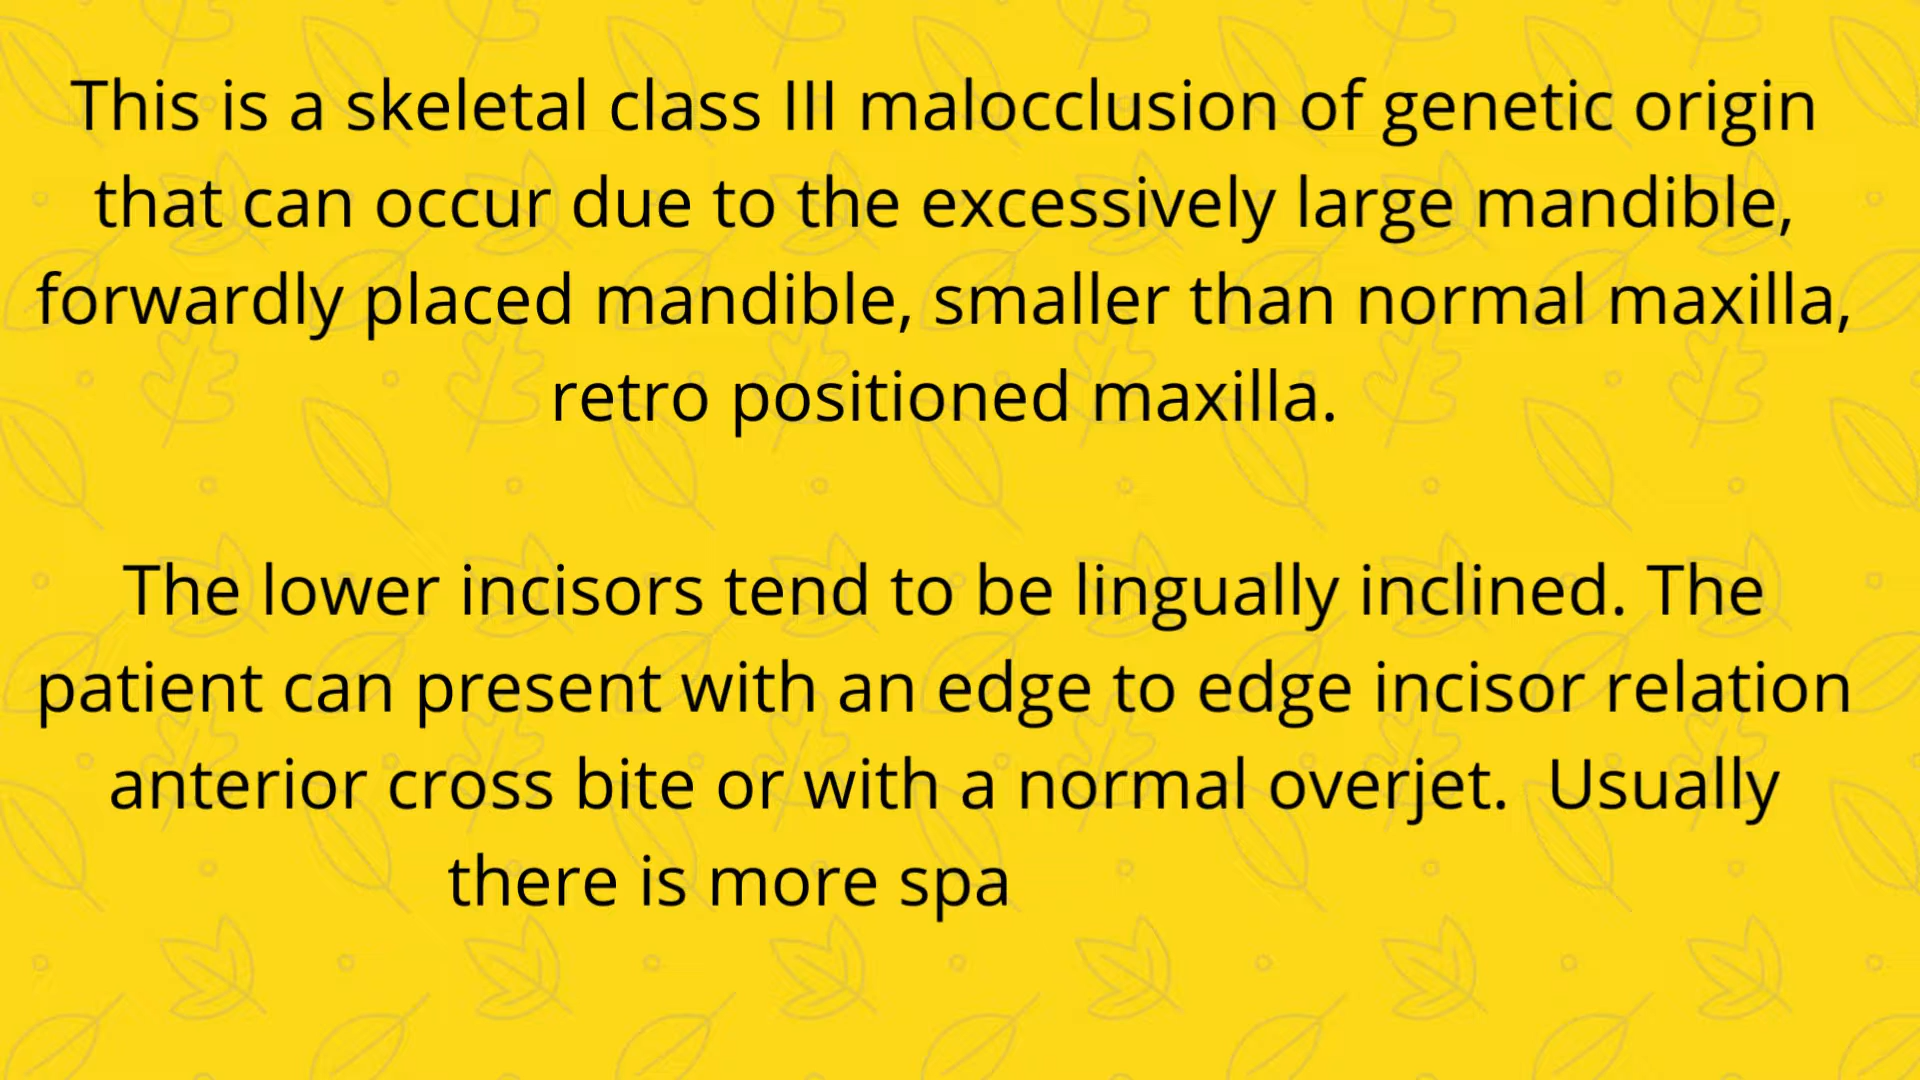 This is a skeletal class III malocclusion of genetic origin
that can occur due to the excessively large mandible,
forwardly placed mandible, smaller than normal maxilla,
retro positioned maxilla.
The lower incisors tend to be lingually inclined. The
patient can present with an edge to edge incisor relation
anterior cross bite or with a normal overjet.  Usually
there is more spa